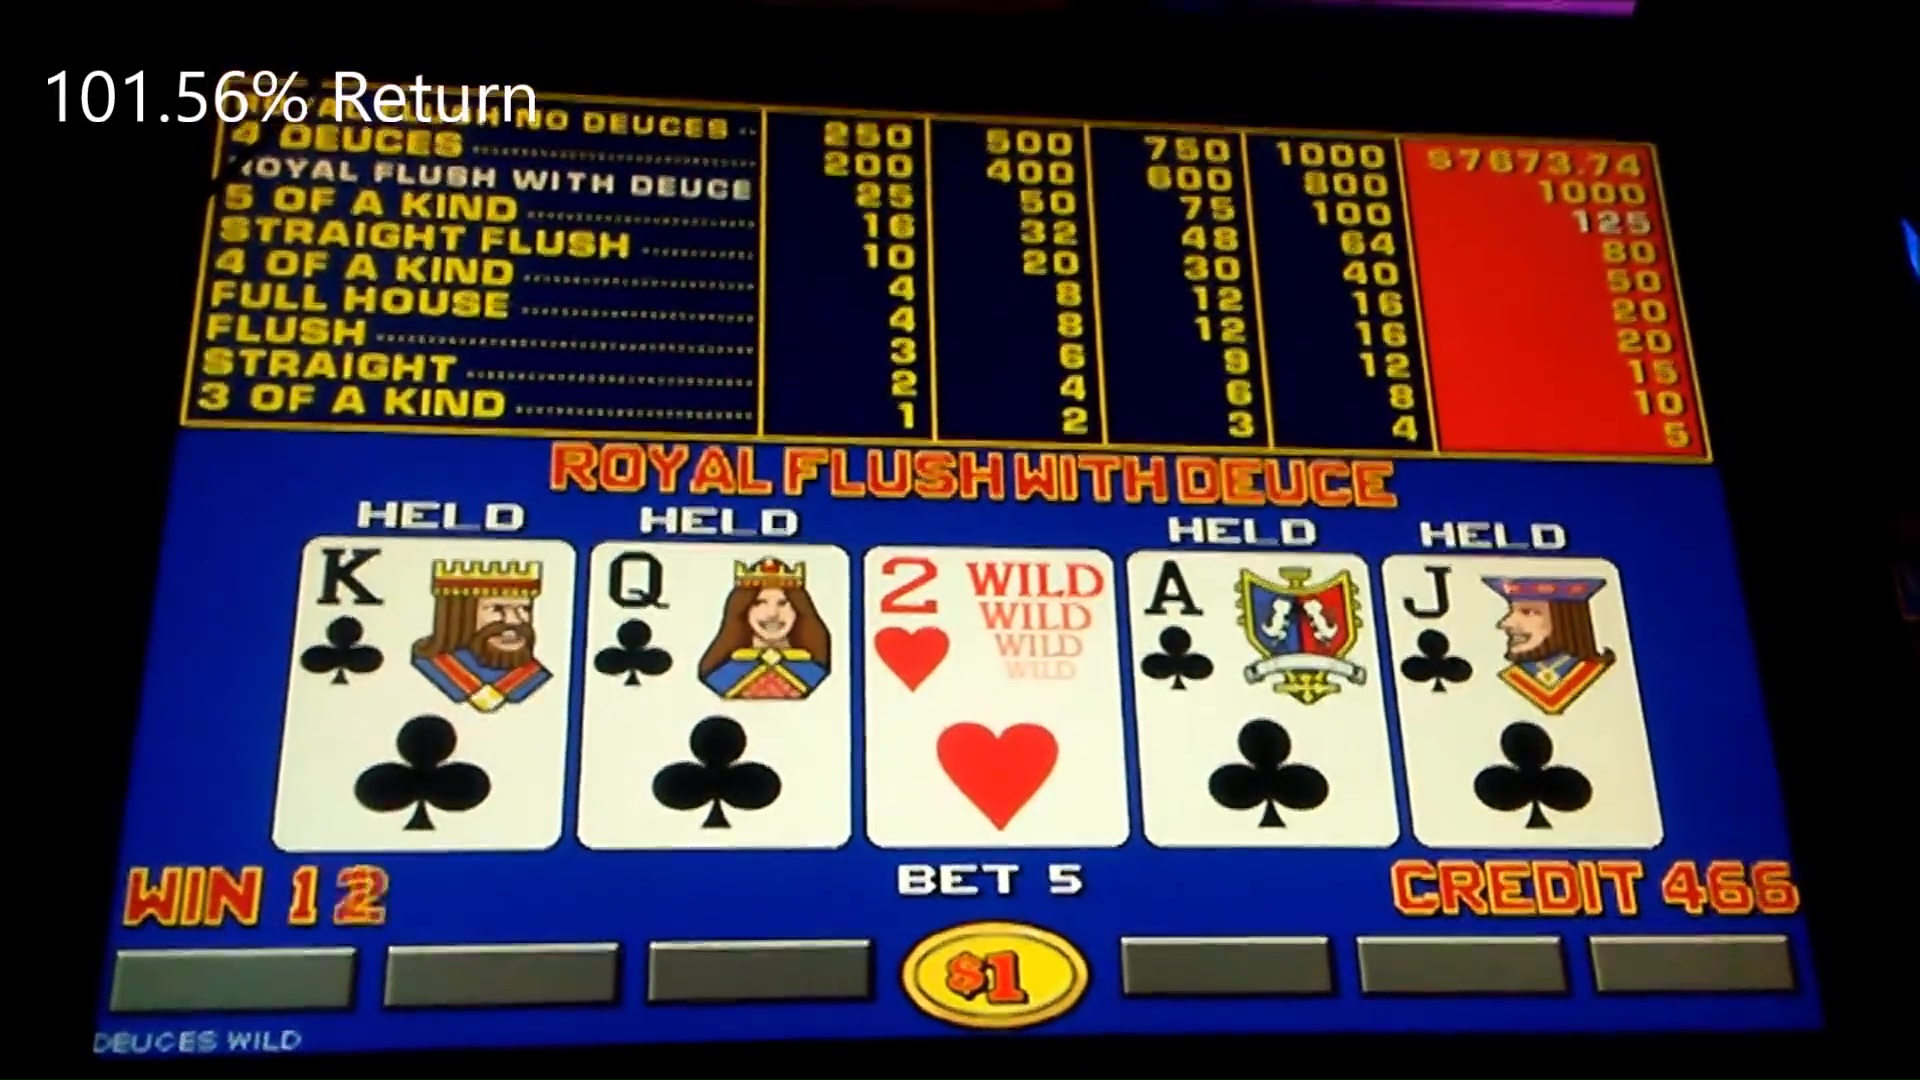 101.56% Return
NO DEUCES .. 250 500 750 1000 $7673.74
4 DEUCES 200 400 600 800 1000
ROYAL FLUSH WITH DEUCE 25 50 75 100 125
5 OF A KIND 16 32 48 64 80
STRAIGHT FLUSH 10 20 30 40 50
4 OF A KIND 4 8 12 16 20
FULL HOUSE 4 8 12 16 20
FLUSH 3 6 9 12 15
STRAIGHT 2 4 6 8 10
3 OF A KIND 1 2 3 4 5
ROYAL FLUSH WITH DEUCE
HELD HELD HELD HELD
K Q 2 WILD A J
WILD
WILD
WILD
WIN 12 BET 5 CREDIT 466
$1
DEUCES WILD